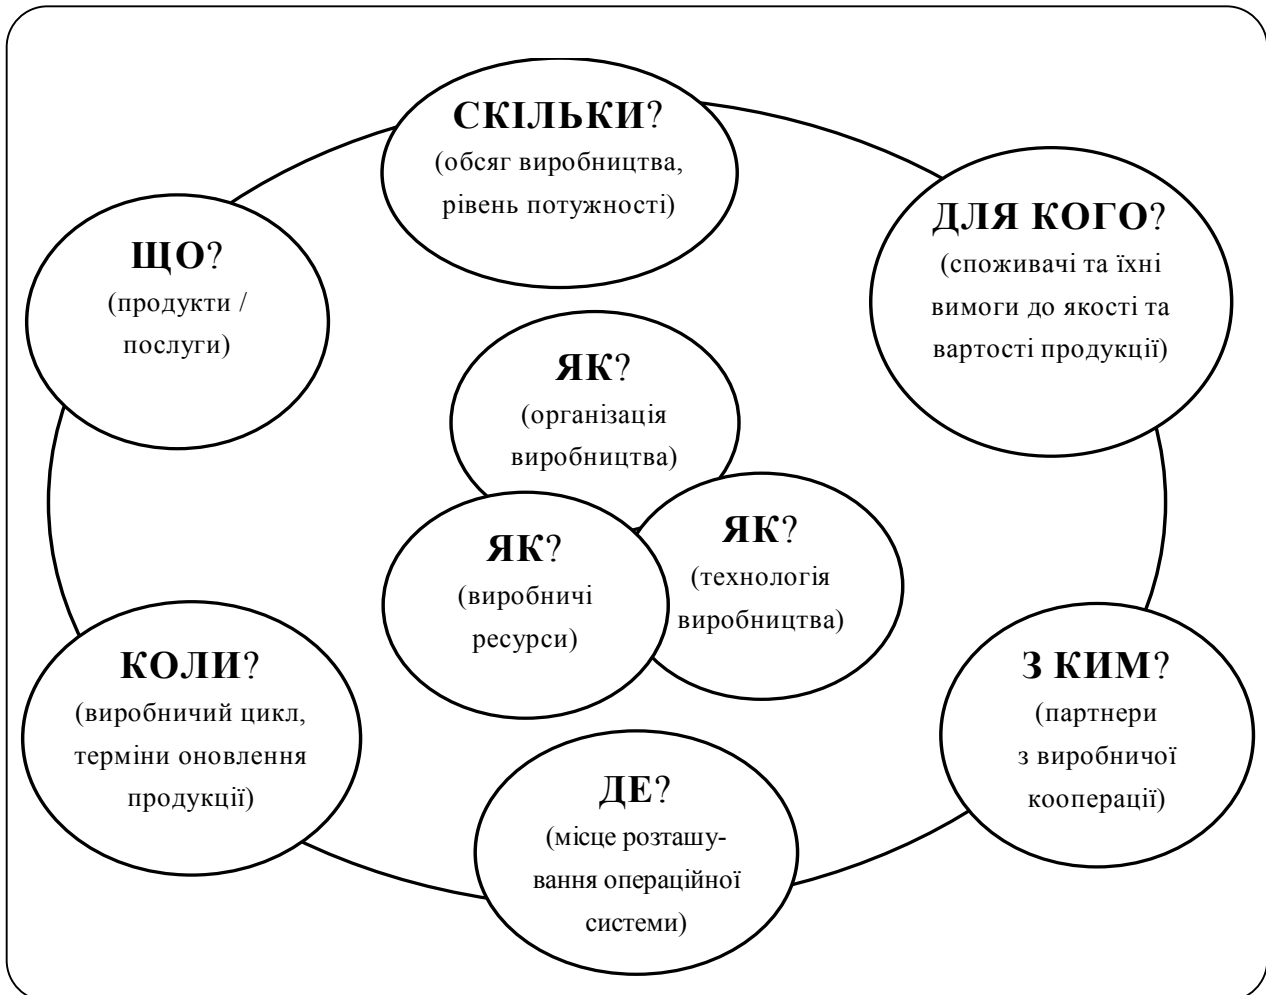 СКІЛЬКИ?
(обсяг виробництва,
рівень потужності)
ДЛЯ КОГО?
(споживачі та їхні
вимоги до якості та
вартості продукції)
ЩО?
(продукти /
послуги)
ЯК?
(організація
виробництва)
ЯК?
(технологія
виробництва)
ЯК?
(виробничі
ресурси)
КОЛИ?
(виробничий цикл,
терміни оновлення
продукції)
З КИМ?
(партнери
з виробничої
кооперації)
ДЕ?
(місце розташу-
вання операційної
системи)